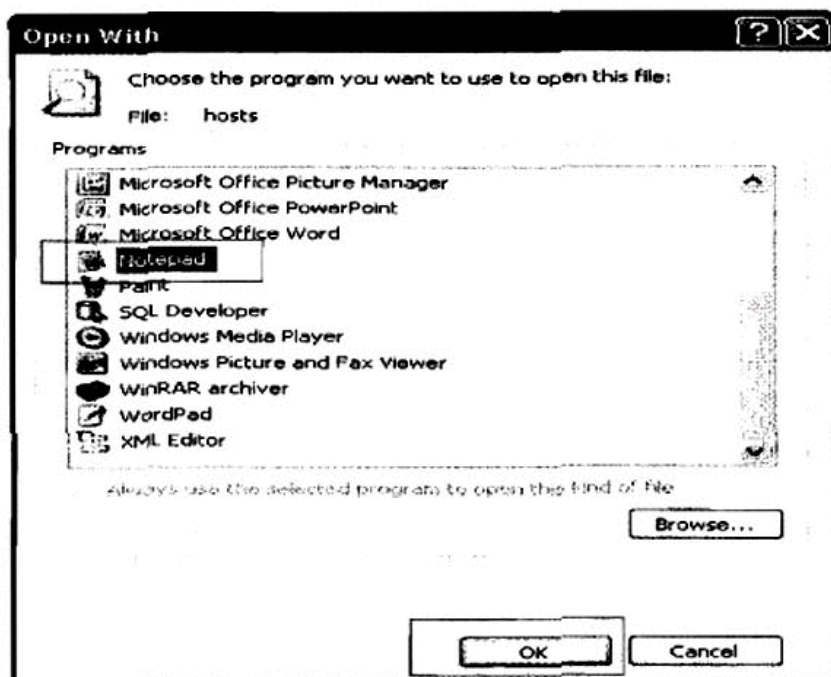 Open With
Choose the program you want to use to open this file:
File: hosts
Programs
Microsoft Office Picture Manager
Microsoft Office PowerPoint
Microsoft Office Word
Notepad
Paint
SQL Developer
Windows Media Player
Windows Picture and Fax Viewer
WinRAR archiver
WordPad
XML Editor
Always use the selected program to open this kind of file
Browse...
OK Cancel